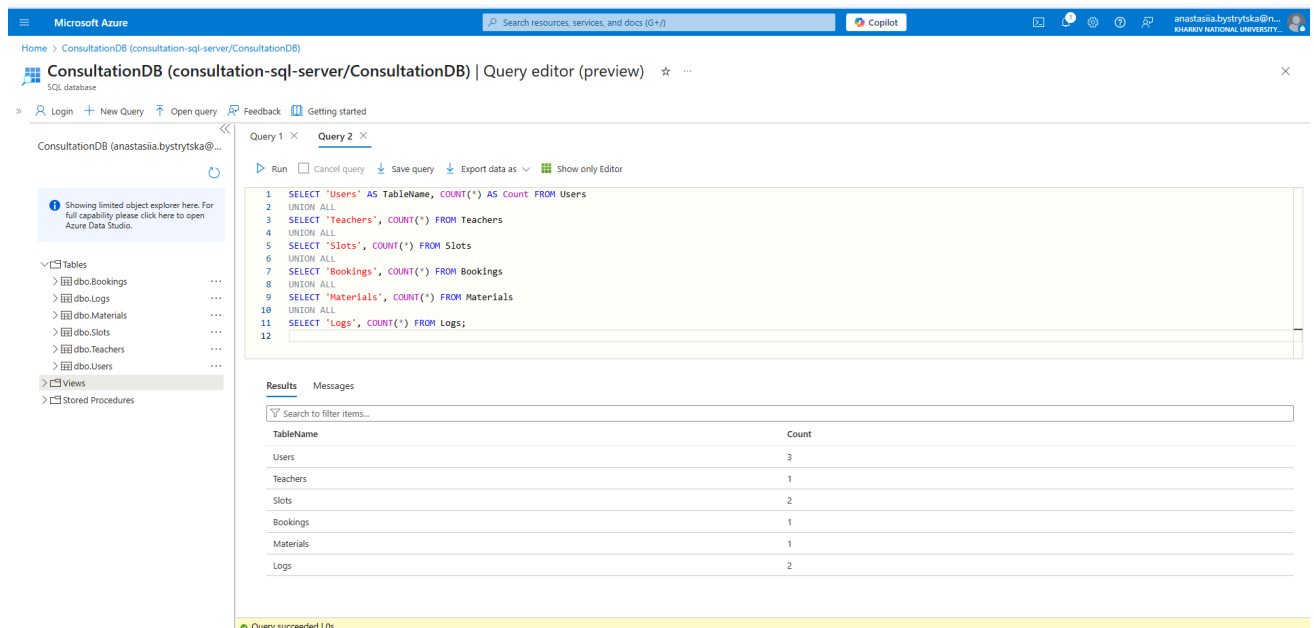 Microsoft Azure
Search resources, services, and docs (G+/)
Copilot
1
anastasiia.bystrytska@n...
KHARKIV NATIONAL UNIVERSITY...
Home > ConsultationDB (consultation-sql-server/ConsultationDB)
ConsultationDB (consultation-sql-server/ConsultationDB) | Query editor (preview)
SQL database
Login
New Query
Open query
Feedback
Getting started
ConsultationDB (anastasiia.bystrytska@...
Showing limited object explorer here. For
full capability please click here to open
Azure Data Studio.
Tables
dbo.Bookings
dbo.Logs
dbo.Materials
dbo.Slots
dbo.Teachers
dbo.Users
Views
Stored Procedures
Query 1
Query 2
Run
Cancel query
Save query
Export data as
Show only Editor
1 SELECT 'Users' AS TableName, COUNT(*) AS Count FROM Users
2 UNION ALL
3 SELECT 'Teachers', COUNT(*) FROM Teachers
4 UNION ALL
5 SELECT 'Slots', COUNT(*) FROM Slots
6 UNION ALL
7 SELECT 'Bookings', COUNT(*) FROM Bookings
8 UNION ALL
9 SELECT 'Materials', COUNT(*) FROM Materials
10 UNION ALL
11 SELECT 'Logs', COUNT(*) FROM Logs;
12
Results Messages
Search to filter items...
TableName Count
Users 3
Teachers 1
Slots 2
Bookings 1
Materials 1
Logs 2
Query succeeded | 0s